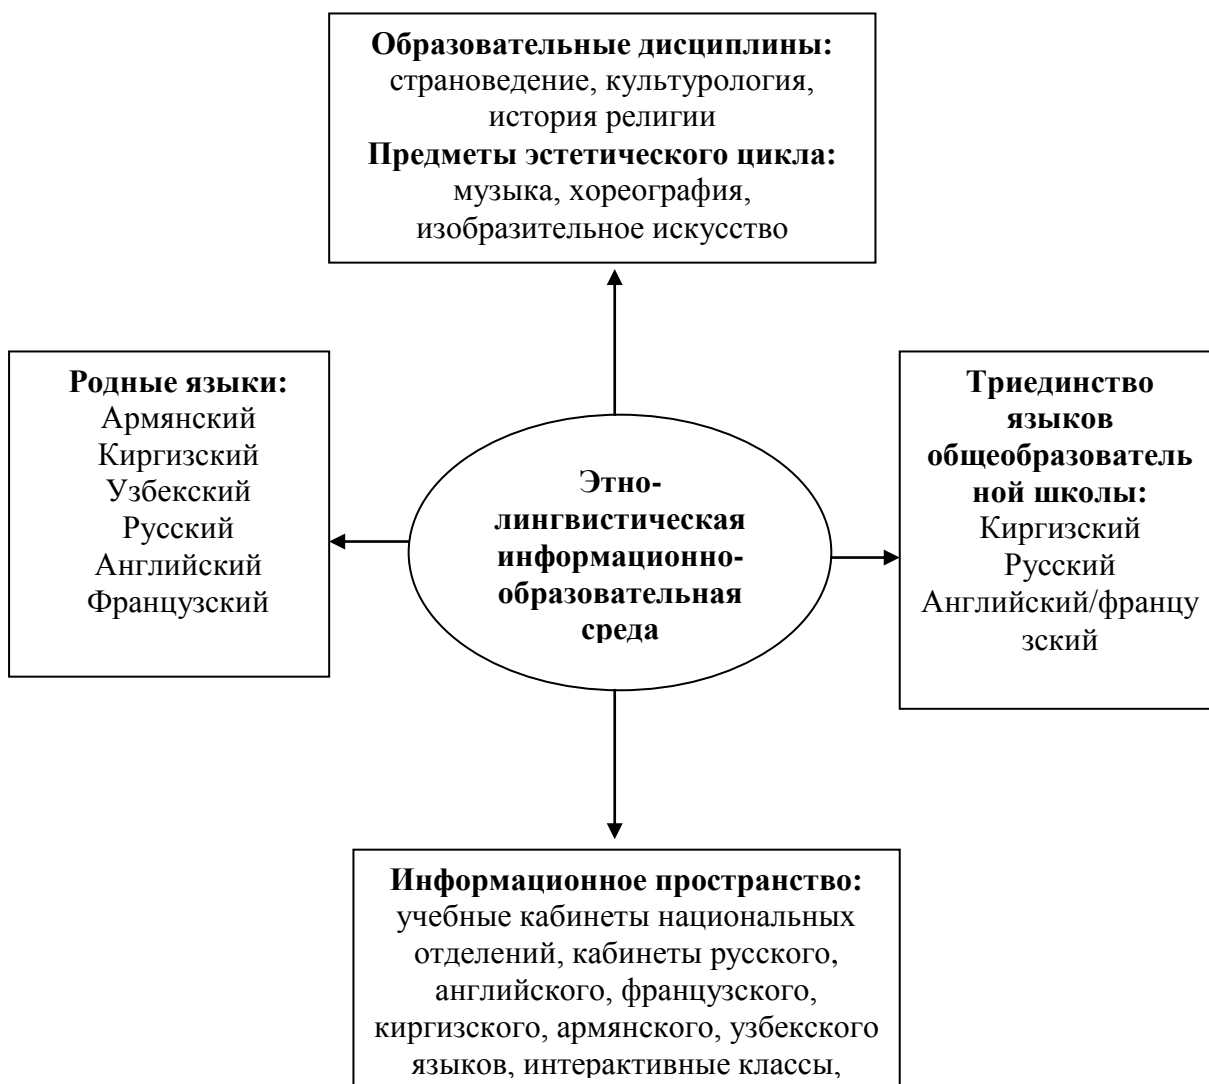 Образовательные дисциплины:
страноведение, культурология,
история религии
Предметы эстетического цикла:
музыка, хореография,
изобразительное искусство
Родные языки:
Армянский
Киргизский
Узбекский
Русский
Английский
Французский
Этно-
лингвистическая
информационно-
образовательная
среда
Триединство
языков
общеобразователь
ной школы:
Киргизский
Русский
Английский/францу
зский
Информационное пространство:
учебные кабинеты национальных
отделений, кабинеты русского,
английского, французского,
киргизского, армянского, узбекского
языков, интерактивные классы,